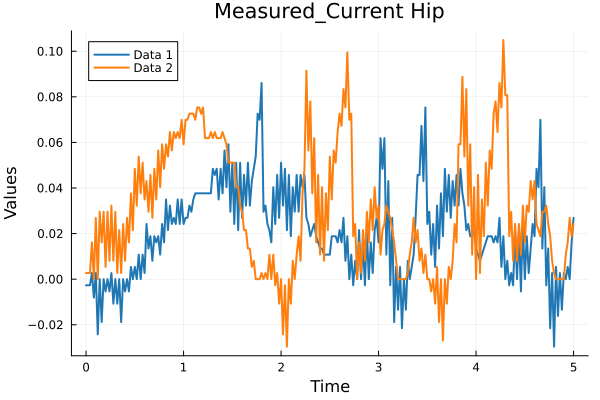 Measured_Current Hip
Data 1
Data 2
Values
0.10
0.08
0.06
0.04
0.02
0.00
−0.02
0 1 2 3 4 5
Time